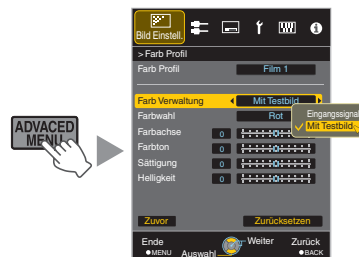 Bild Einstell.
> Farb Profil
Farb Profil Film 1
Farb Verwaltung Mit Testbild
Eingangssignal
Mit Testbild
Farbwahl Rot
Farbachse 0
Farbton 0
Sättigung 0
Helligkeit 0
Zuvor Zurücksetzen
Ende Weiter Zurück
MENU Auswahl BACK
ADVACED
MENU